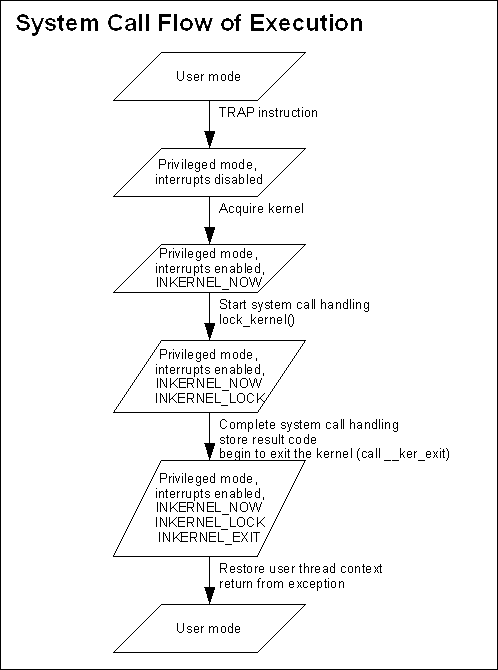 System Call Flow of Execution
User mode
TRAP instruction
Privileged mode,
interrupts disabled
Acquire kernel
Privileged mode,
interrupts enabled,
INKERNEL_NOW
Start system call handling
lock_kernel()
Privileged mode,
interrupts enabled,
INKERNEL_NOW
INKERNEL_LOCK
Complete system call handling
store result code
begin to exit the kernel (call __ker_exit)
Privileged mode,
interrupts enabled,
INKERNEL_NOW
INKERNEL_LOCK
INKERNEL_EXIT
Restore user thread context
return from exception
User mode